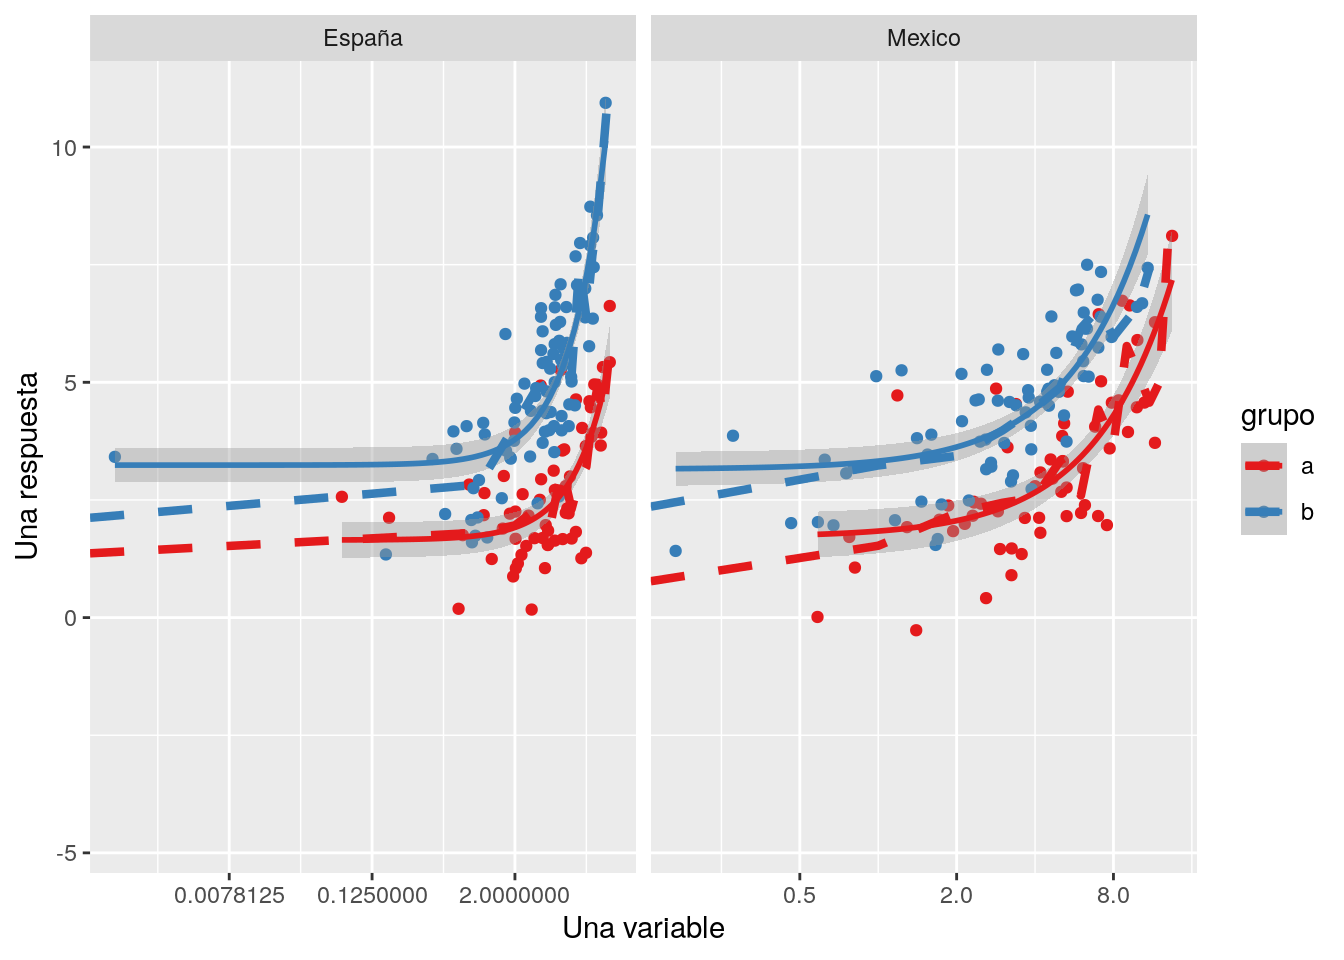 España
Mexico
10
5
0
-5
Una respuesta
0.0078125
0.1250000
2.0000000
0.5
2.0
8.0
Una variable
grupo
a
b